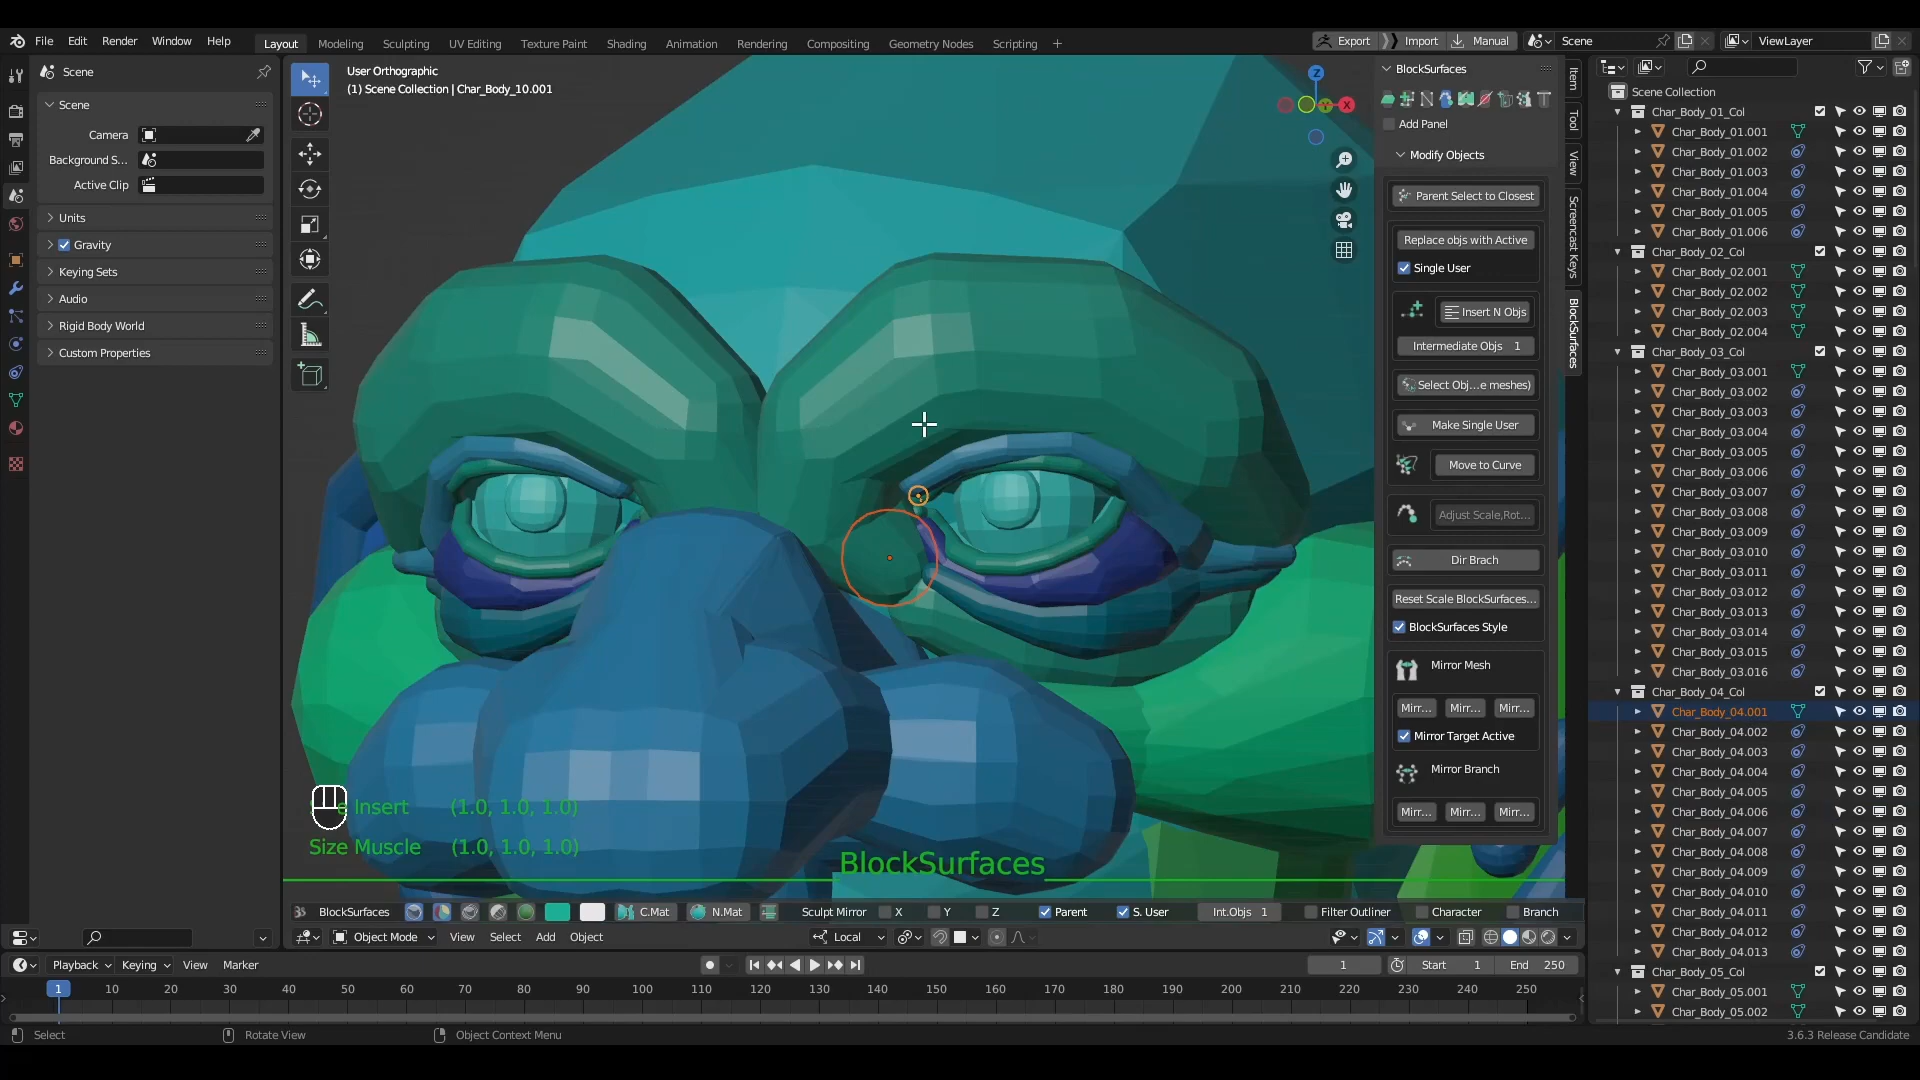 File Edit Render Window Help
Layout Modeling Sculpting UV Editing Texture Paint Shading Animation Rendering Compositing Geometry Nodes Scripting +
Export Import Manual Scene ViewLayer
Scene
Scene
Camera
Background S...
Active Clip
Units
Gravity
Keying Sets
Audio
Rigid Body World
Custom Properties
User Orthographic
(1) Scene Collection | Char_Body_10.001
Z
X
BlockSurfaces
Add Panel
Modify Objects
Parent Select to Closest
Replace objs with Active
Single User
Insert N Objs
Intermediate Objs 1
Select Obj...e meshes)
Make Single User
Move to Curve
Adjust Scale,Rot...
Dir Brach
Reset Scale BlockSurfaces...
BlockSurfaces Style
Mirror Mesh
Mirr... Mirr... Mirr...
Mirror Target Active
Mirror Branch
Mirr... Mirr... Mirr...
Item
Tool
View
Screencast Keys
BlockSurfaces
Scene Collection
Char_Body_01_Col
Char_Body_01.001
Char_Body_01.002
Char_Body_01.003
Char_Body_01.004
Char_Body_01.005
Char_Body_01.006
Char_Body_02_Col
Char_Body_02.001
Char_Body_02.002
Char_Body_02.003
Char_Body_02.004
Char_Body_03_Col
Char_Body_03.001
Char_Body_03.002
Char_Body_03.003
Char_Body_03.004
Char_Body_03.005
Char_Body_03.006
Char_Body_03.007
Char_Body_03.008
Char_Body_03.009
Char_Body_03.010
Char_Body_03.011
Char_Body_03.012
Char_Body_03.013
Char_Body_03.014
Char_Body_03.015
Char_Body_03.016
Char_Body_04_Col
Char_Body_04.001
Char_Body_04.002
Char_Body_04.003
Char_Body_04.004
Char_Body_04.005
Char_Body_04.006
Char_Body_04.007
Char_Body_04.008
Char_Body_04.009
Char_Body_04.010
Char_Body_04.011
Char_Body_04.012
Char_Body_04.013
Char_Body_05_Col
Char_Body_05.001
Char_Body_05.002
e Insert (1.0, 1.0, 1.0)
Size Muscle (1.0, 1.0, 1.0)
BlockSurfaces
BlockSurfaces C.Mat N.Mat Sculpt Mirror X Y Z Parent S. User Int.Objs 1 Filter Outliner Character Branch
Object Mode View Select Add Object Local
Playback Keying View Marker 1 Start 1 End 250
1 10 20 30 40 50 60 70 80 90 100 110 120 130 140 150 160 170 180 190 200 210 220 230 240 250
Select Rotate View Object Context Menu 3.6.3 Release Candidate